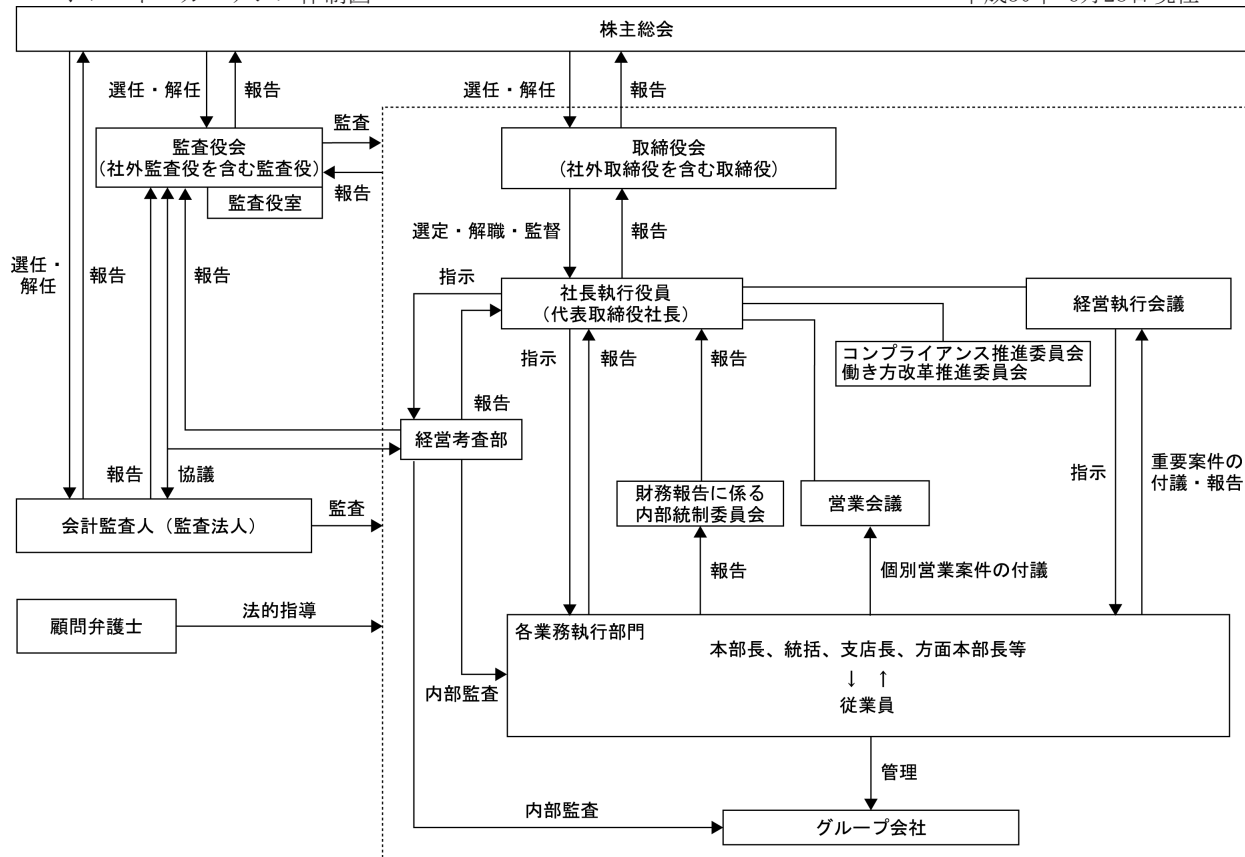 株主総会
選任・解任
報告
選任・解任
報告
監査役会
(社外監査役を含む監査役)
監査役室
監査
報告
取締役会
(社外取締役を含む取締役)
選任・
解任
報告
報告
選定・解職・監督
報告
指示
社長執行役員
(代表取締役社長)
経営執行会議
コンプライアンス推進委員会
働き方改革推進委員会
指示
報告
報告
報告
経営考査部
報告
協議
指示
重要案件の
付議・報告
財務報告に係る
内部統制委員会
営業会議
会計監査人（監査法人）
監査
報告
個別営業案件の付議
顧問弁護士
法的指導
各業務執行部門
本部長、統括、支店長、方面本部長等
↓ ↑
従業員
内部監査
管理
内部監査
グループ会社